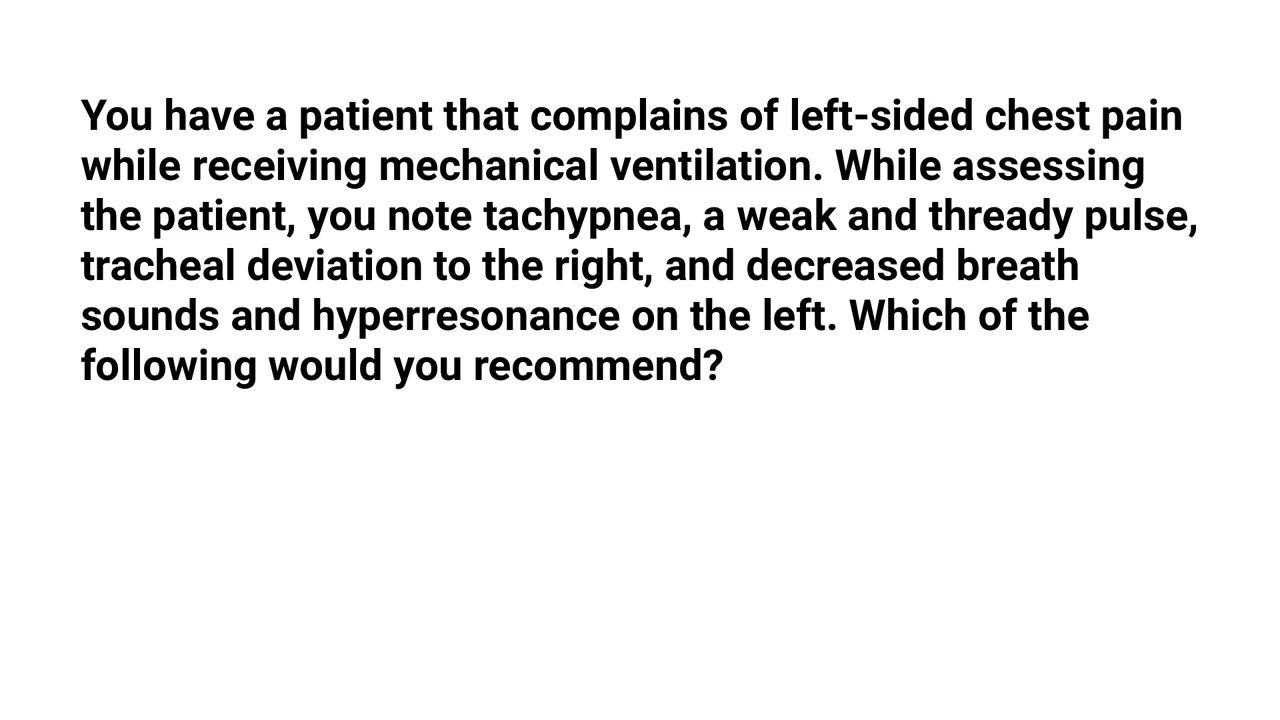 You have a patient that complains of left-sided chest pain
while receiving mechanical ventilation. While assessing
the patient, you note tachypnea, a weak and thready pulse,
tracheal deviation to the right, and decreased breath
sounds and hyperresonance on the left. Which of the
following would you recommend?